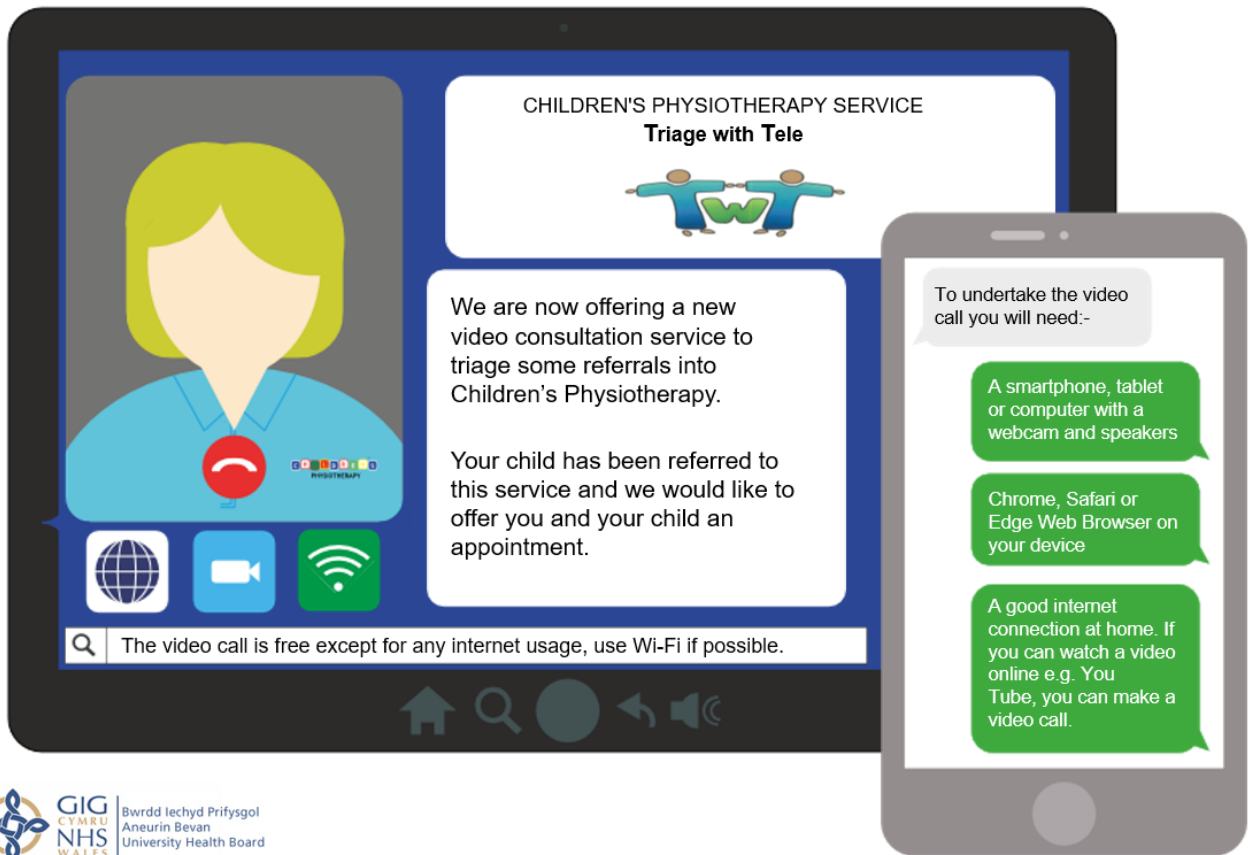 CHILDREN'S PHYSIOTHERAPY SERVICE
Triage with Tele
TWT
We are now offering a new
video consultation service to
triage some referrals into
Children's Physiotherapy.
Your child has been referred to
this service and we would like to
offer you and your child an
appointment.
CHILDREN'S
PHYSIOTHERAPY
The video call is free except for any internet usage, use Wi-Fi if possible.
To undertake the video
call you will need:-
A smartphone, tablet
or computer with a
webcam and speakers
Chrome, Safari or
Edge Web Browser on
your device
A good internet
connection at home. If
you can watch a video
online e.g. You
Tube, you can make a
video call.
GIG
CYMRU
NHS
WALES
Bwrdd Iechyd Prifysgol
Aneurin Bevan
University Health Board